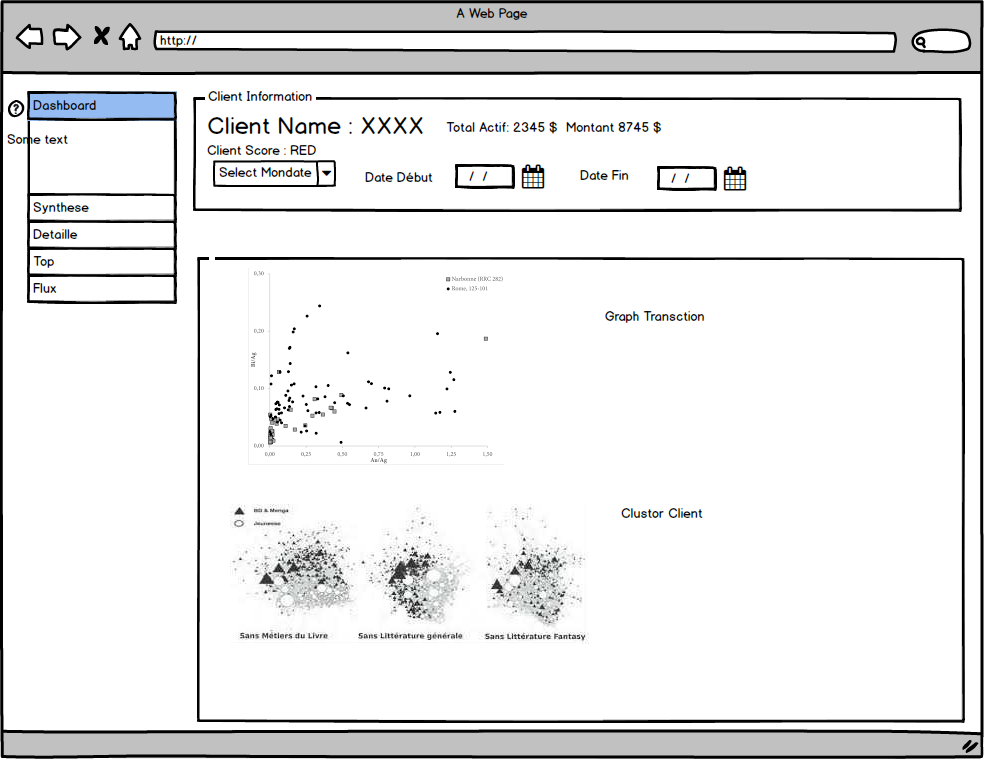 A Web Page
http://
?
Dashboard
Some text
Synthese
Detaille
Top
Flux
Client Information
Client Name : XXXX
Total Actif: 2345 $ Montant 8745 $
Client Score : RED
Select Mondate
Date Début
/ /
Date Fin
/ /
0,30
0,20
0,10
0,00
Bi/Ag
0,00 0,25 0,50 0,75 1,00 1,25 1,50
Au/Ag
Narbonne (RRC 282)
Rome, 125-101
Graph Transction
BD & Manga
Jeunesse
Sans Métiers du Livre
Sans Littérature générale
Sans Littérature Fantasy
Clustor Client